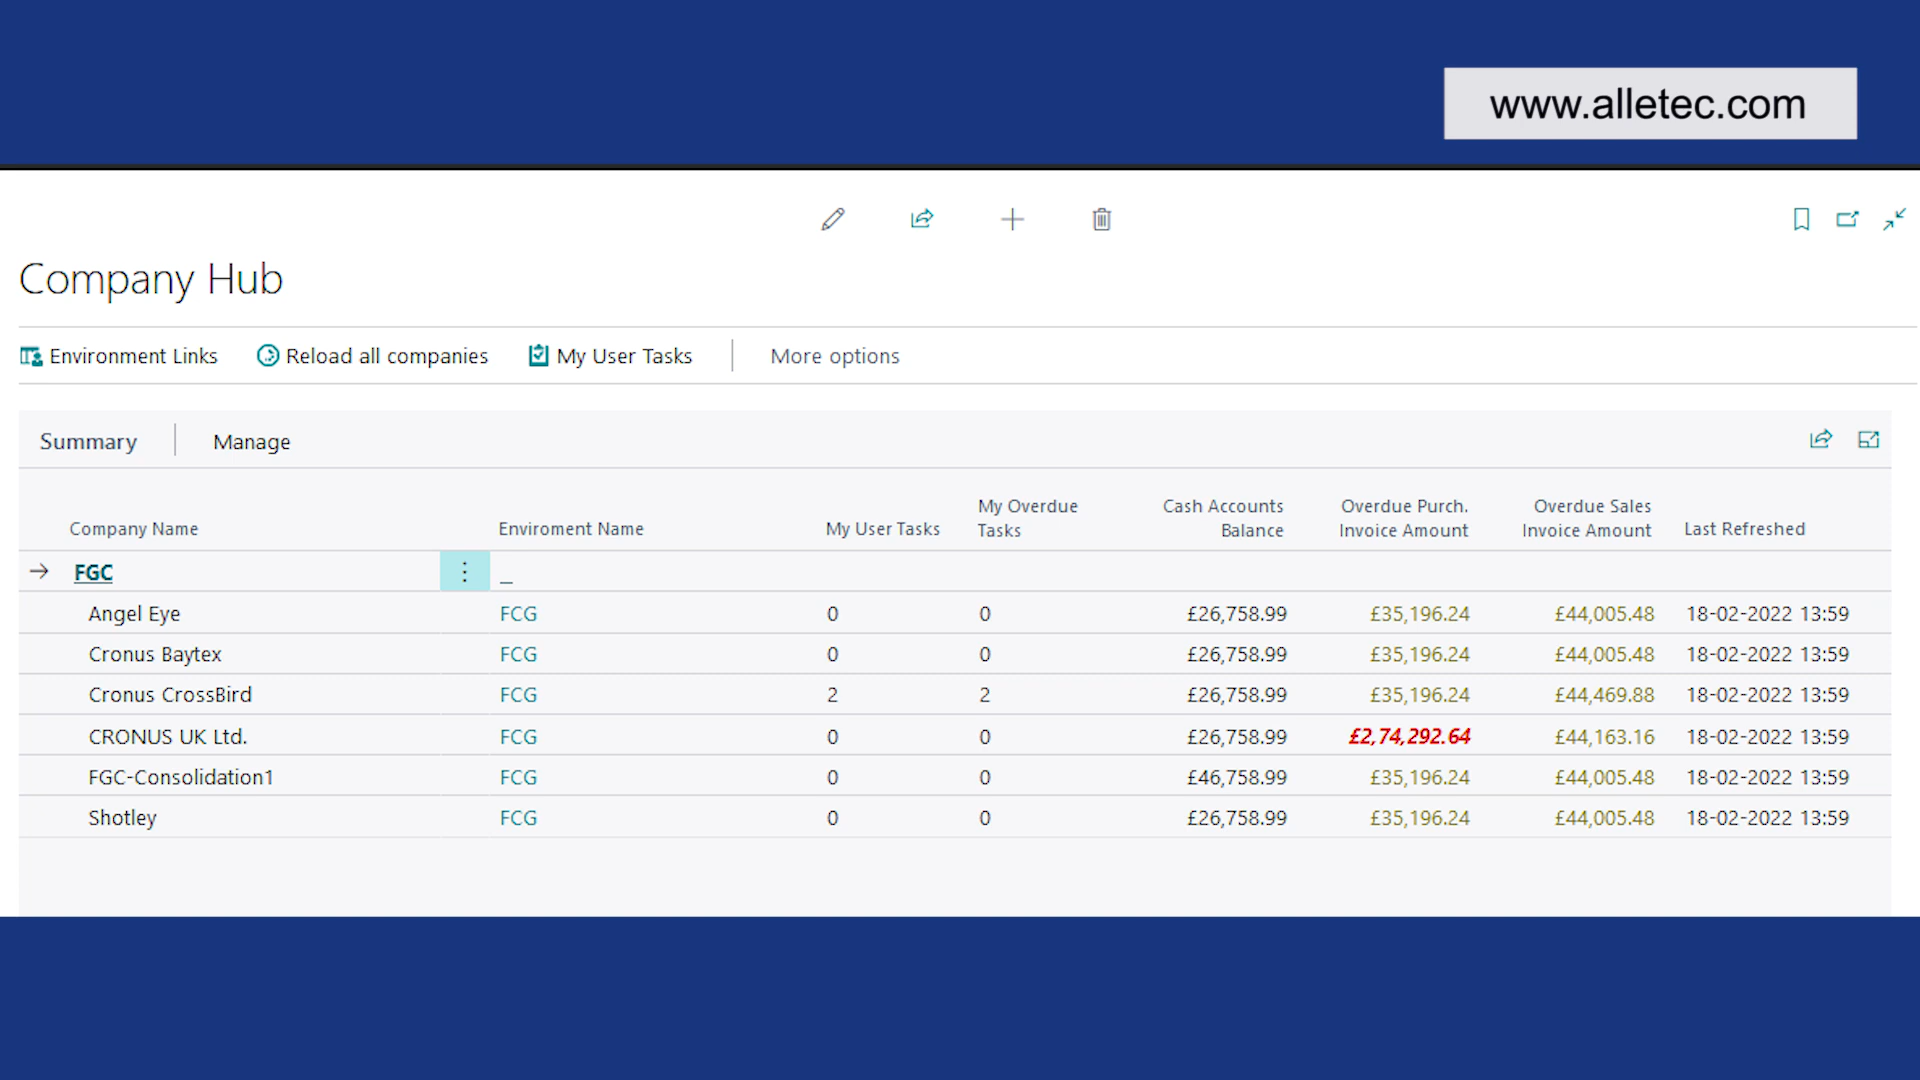 www.alletec.com
Company Hub
Environment Links Reload all companies My User Tasks More options
Summary Manage
Company Name Enviroment Name My User Tasks My Overdue Tasks Cash Accounts Balance Overdue Purch. Invoice Amount Overdue Sales Invoice Amount Last Refreshed
FGC _
Angel Eye FCG 0 0 £26,758.99 £35,196.24 £44,005.48 18-02-2022 13:59
Cronus Baytex FCG 0 0 £26,758.99 £35,196.24 £44,005.48 18-02-2022 13:59
Cronus CrossBird FCG 2 2 £26,758.99 £35,196.24 £44,469.88 18-02-2022 13:59
CRONUS UK Ltd. FCG 0 0 £26,758.99 £2,74,292.64 £44,163.16 18-02-2022 13:59
FGC-Consolidation1 FCG 0 0 £46,758.99 £35,196.24 £44,005.48 18-02-2022 13:59
Shotley FCG 0 0 £26,758.99 £35,196.24 £44,005.48 18-02-2022 13:59